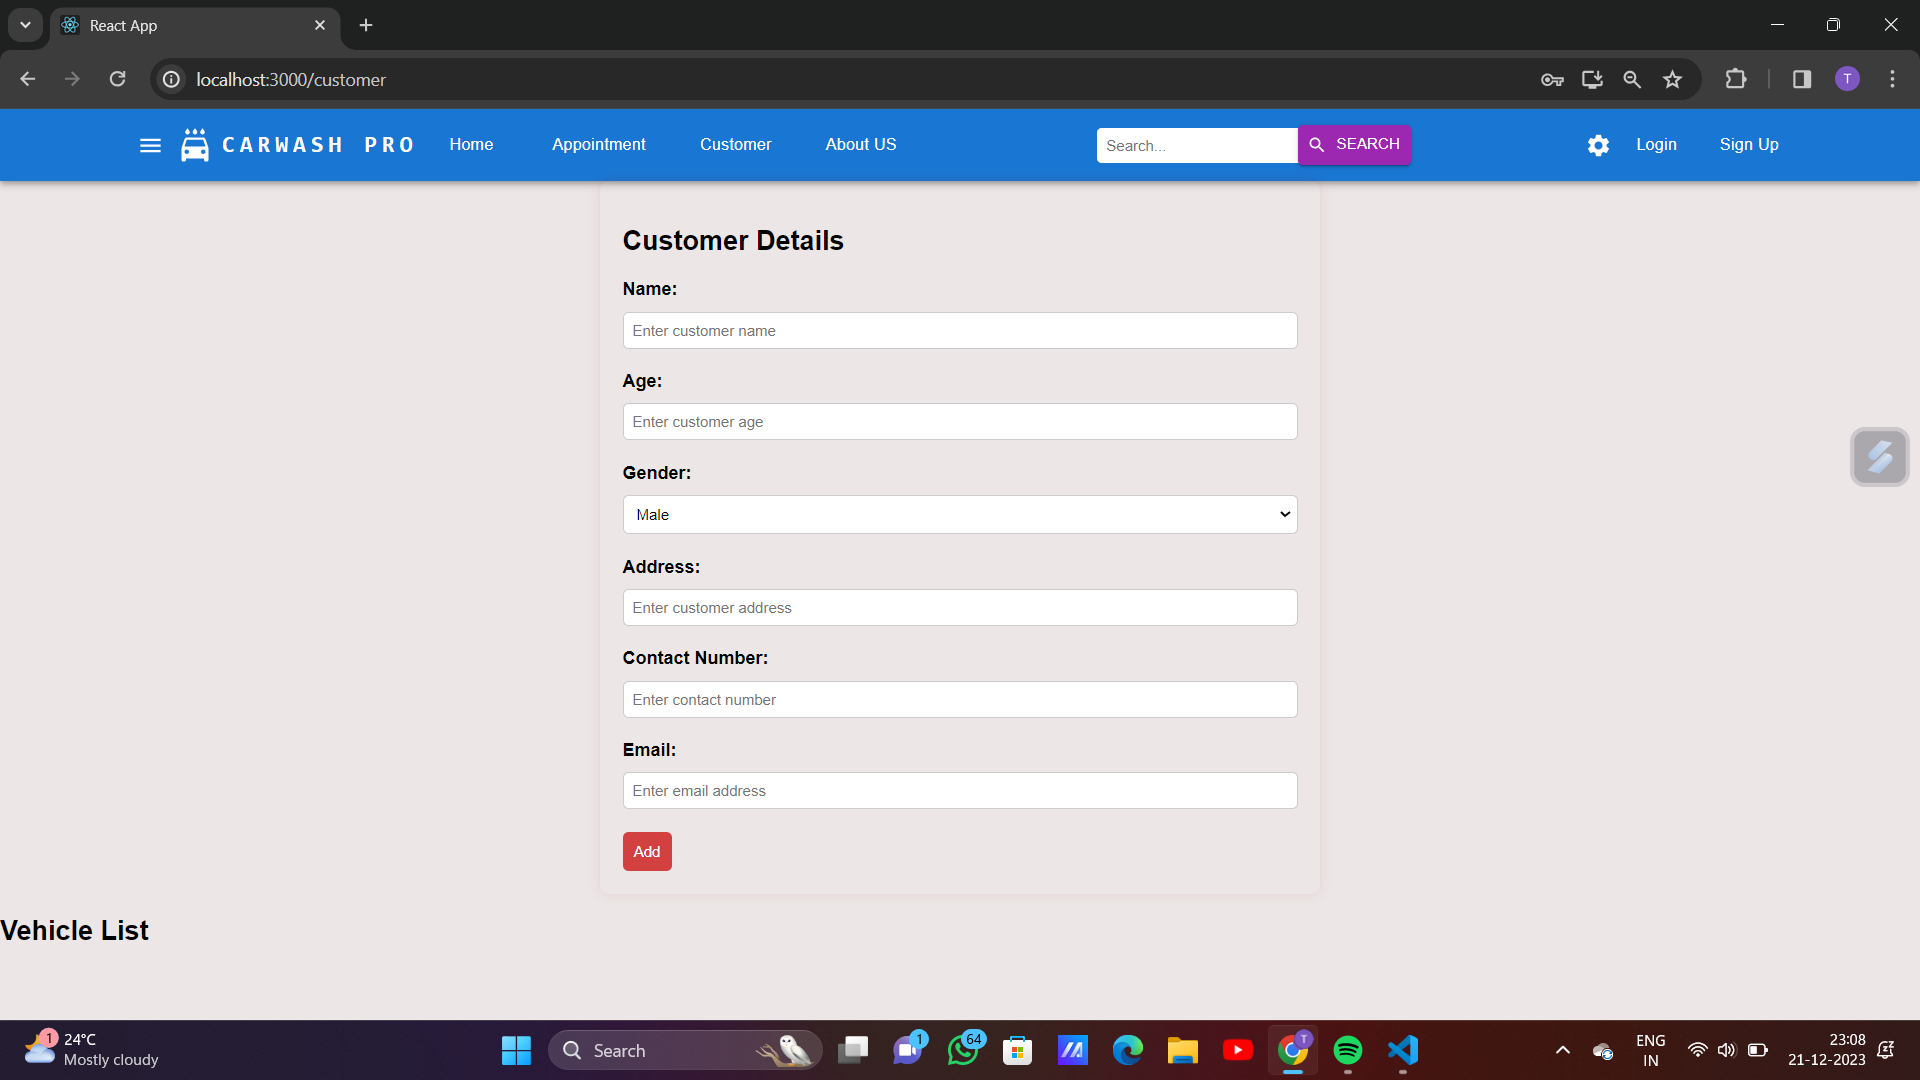 React App
localhost:3000/customer
T
CARWASH PRO Home Appointment Customer About US Search... SEARCH Login Sign Up
Customer Details
Name:
Enter customer name
Age:
Enter customer age
Gender:
Male
Address:
Enter customer address
Contact Number:
Enter contact number
Email:
Enter email address
Add
Vehicle List
1 24°C
Mostly cloudy
Search
1
64
T
ENG
IN
23:08
21-12-2023